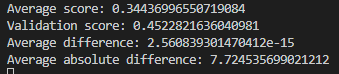 Average score: 0.34436996550719084
Validation score: 0.4522821636040981
Average difference: 2.560839301470412e-15
Average absolute difference: 7.724535699021212